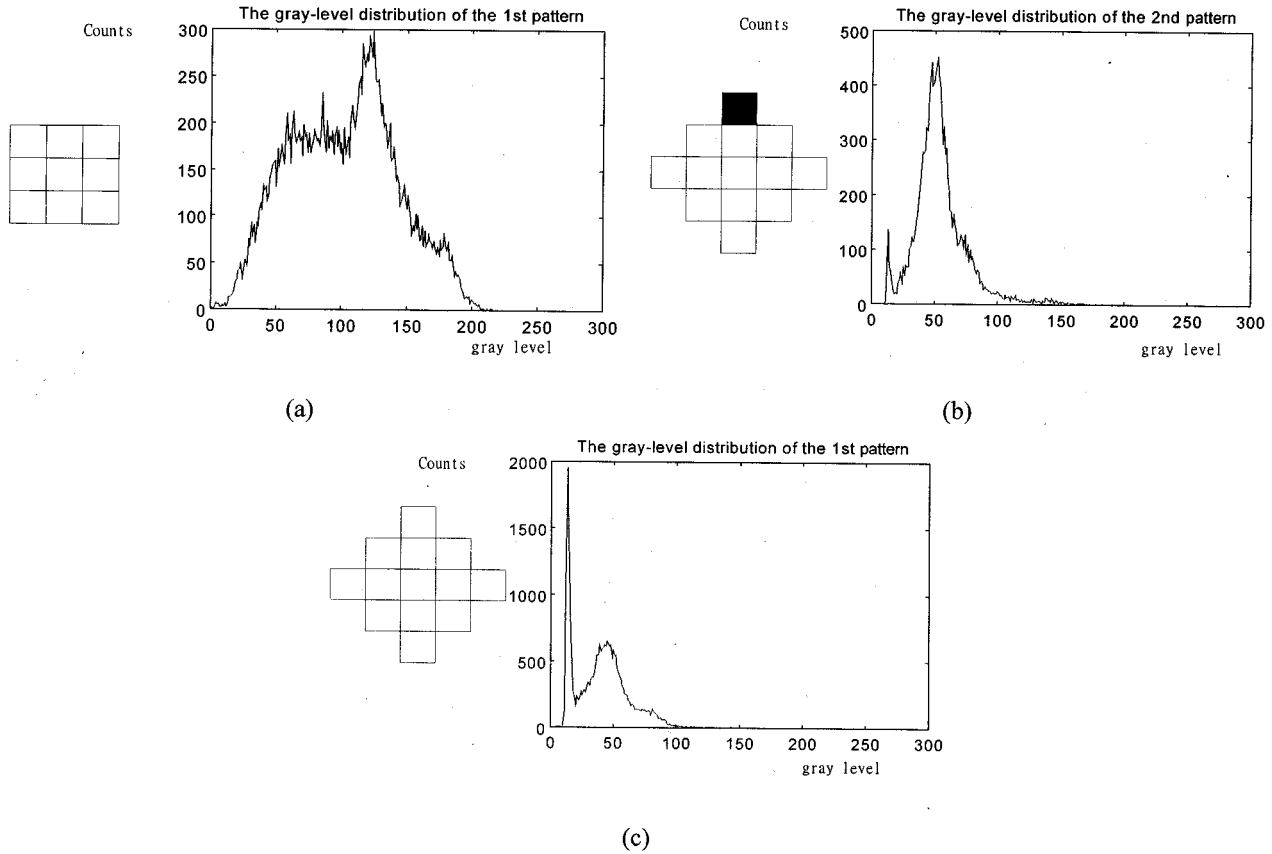 The gray-level distribution of the 1st pattern
Counts
300
250
200
150
100
50
0
0 50 100 150 200 250 300
gray level
(a)
The gray-level distribution of the 2nd pattern
Counts
500
400
300
200
100
0
0 50 100 150 200 250 300
gray level
(b)
The gray-level distribution of the 1st pattern
Counts
2000
1500
1000
500
0
0 50 100 150 200 250 300
gray level
(c)